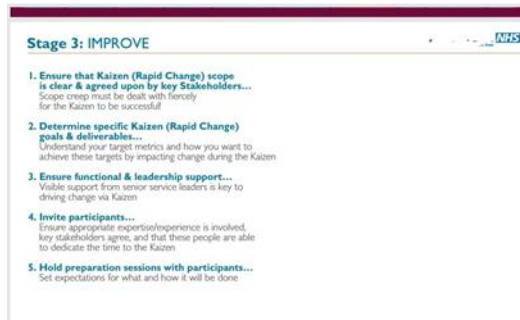 Stage 3: IMPROVE
NHS
1. Ensure that Kaizen (Rapid Change) scope
is clear & agreed upon by key Stakeholders...
Scope creep must be dealt with fiercely
for the Kaizen to be successful!
2. Determine specific Kaizen (Rapid Change)
goals & deliverables...
Understand your target metrics and how you want to
achieve these targets by impacting change during the Kaizen
3. Ensure functional & leadership support...
Visible support from senior service leaders is key to
driving change via Kaizen
4. Invite participants...
Ensure appropriate expertise/experience is involved,
key stakeholders agree, and that these people are able
to dedicate the time to the Kaizen
5. Hold preparation sessions with participants...
Set expectations for what and how it will be done